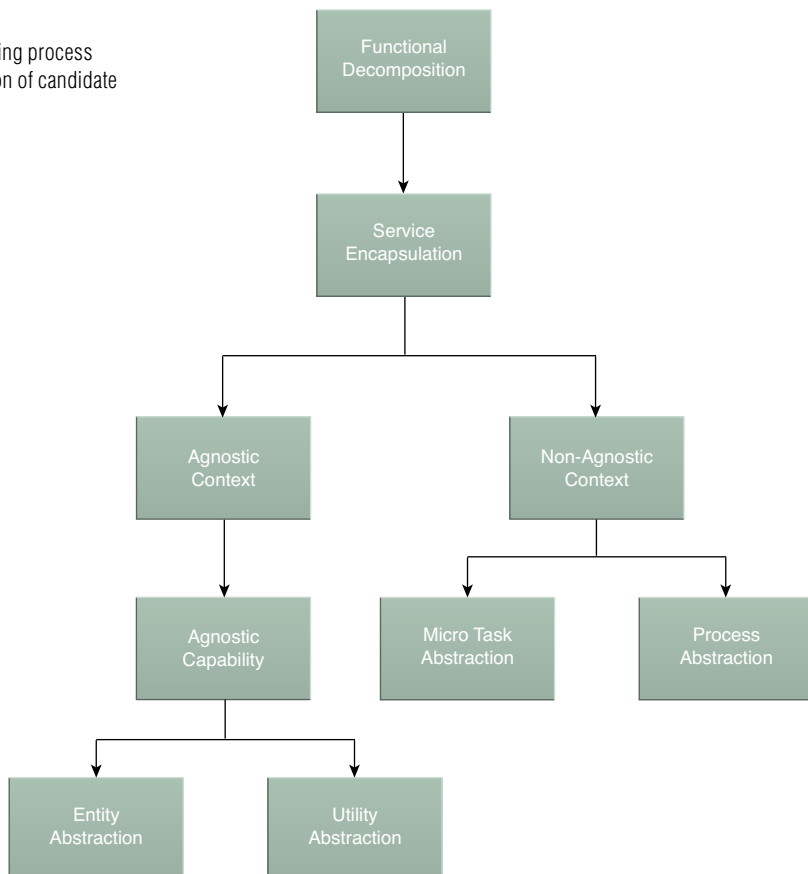 ing process
on of candidate
Functional
Decomposition
Service
Encapsulation
Agnostic
Context
Non-Agnostic
Context
Agnostic
Capability
Micro Task
Abstraction
Process
Abstraction
Entity
Abstraction
Utility
Abstraction